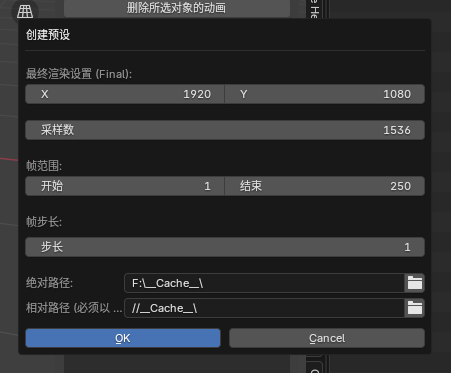 删除所选对象的动画
e He
创建预设
最终渲染设置 (Final):
X 1920 Y 1080
采样数 1536
帧范围:
开始 1 结束 250
帧步长:
步长 1
绝对路径: F:\__Cache__\
相对路径 (必须以 ... //__Cache__\
OK Cancel